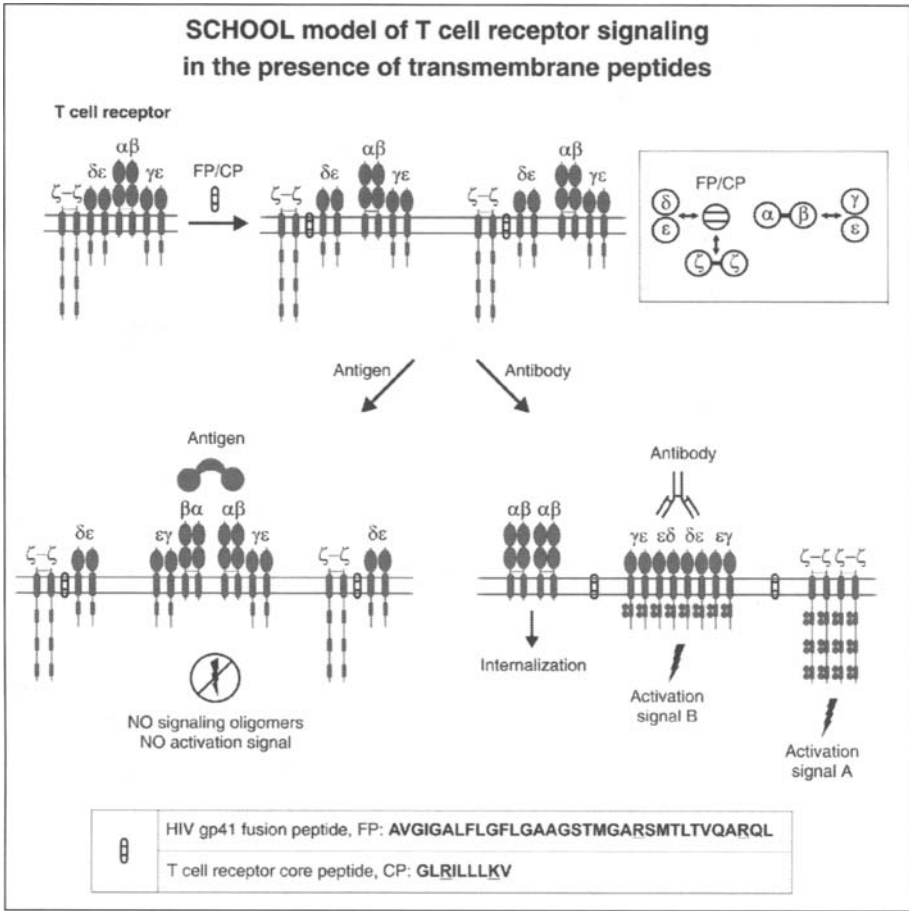 SCHOOL model of T cell receptor signaling
in the presence of transmembrane peptides
T cell receptor
αβ
δε
γε
ζ–ζ
FP/CP
αβ
δε
γε
ζ–ζ
αβ
δε
γε
ζ–ζ
FP/CP
δ
ε
α
β
γ
ε
ζ
ζ
Antigen
Antibody
Antigen
βα
αβ
ζ–ζ
δε
εγ
γε
ζ–ζ
δε
NO signaling oligomers
NO activation signal
Antibody
αβ αβ
γε εδ δε εγ
ζ–ζ ζ–ζ
Internalization
Activation
signal B
Activation
signal A
HIV gp41 fusion peptide, FP: AVGIGALFLGFLGAAGSTMGARSMTLTVQARQL
T cell receptor core peptide, CP: GLRILLLKV